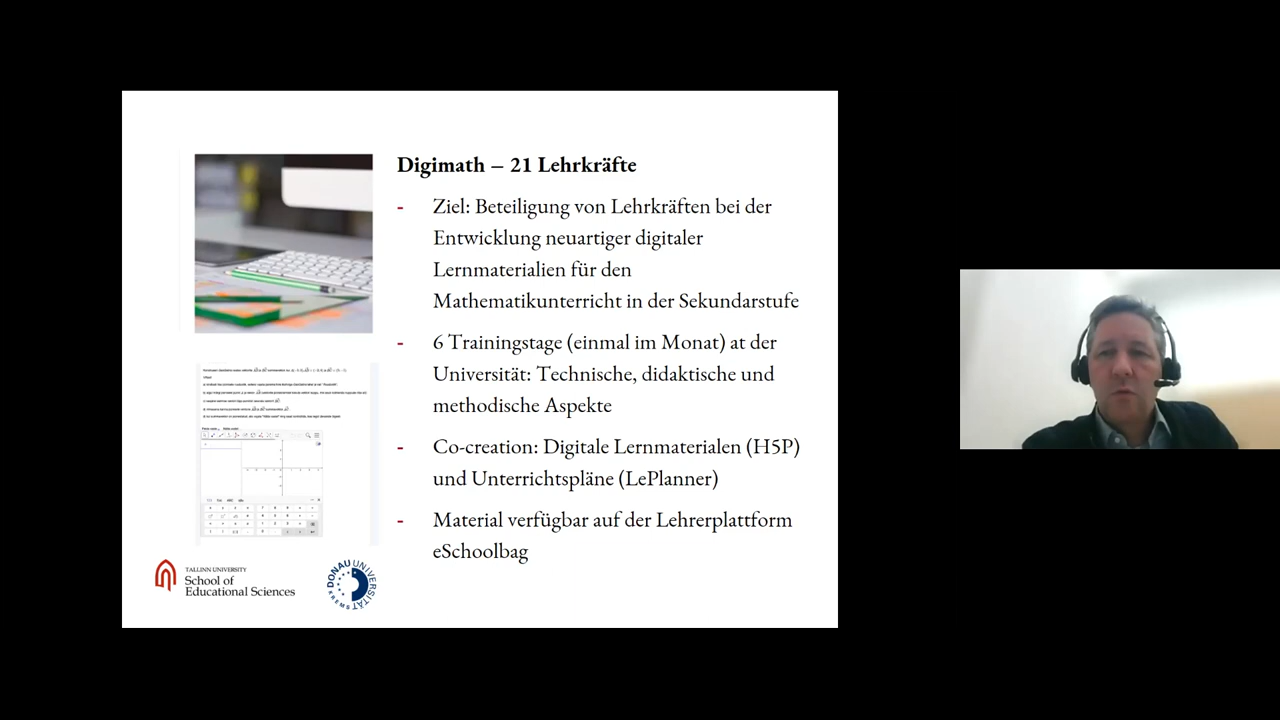 Digimath – 21 Lehrkräfte
- Ziel: Beteiligung von Lehrkräften bei der
Entwicklung neuartiger digitaler
Lernmaterialien für den
Mathematikunterricht in der Sekundarstufe
- 6 Trainingstage (einmal im Monat) at der
Universität: Technische, didaktische und
methodische Aspekte
- Co-creation: Digitale Lernmaterialen (H5P)
und Unterrichtspläne (LePlanner)
- Material verfügbar auf der Lehrerplattform
eSchoolbag
TALLINN UNIVERSITY
School of
Educational Sciences
DONAU UNIVERSITÄT KREMS